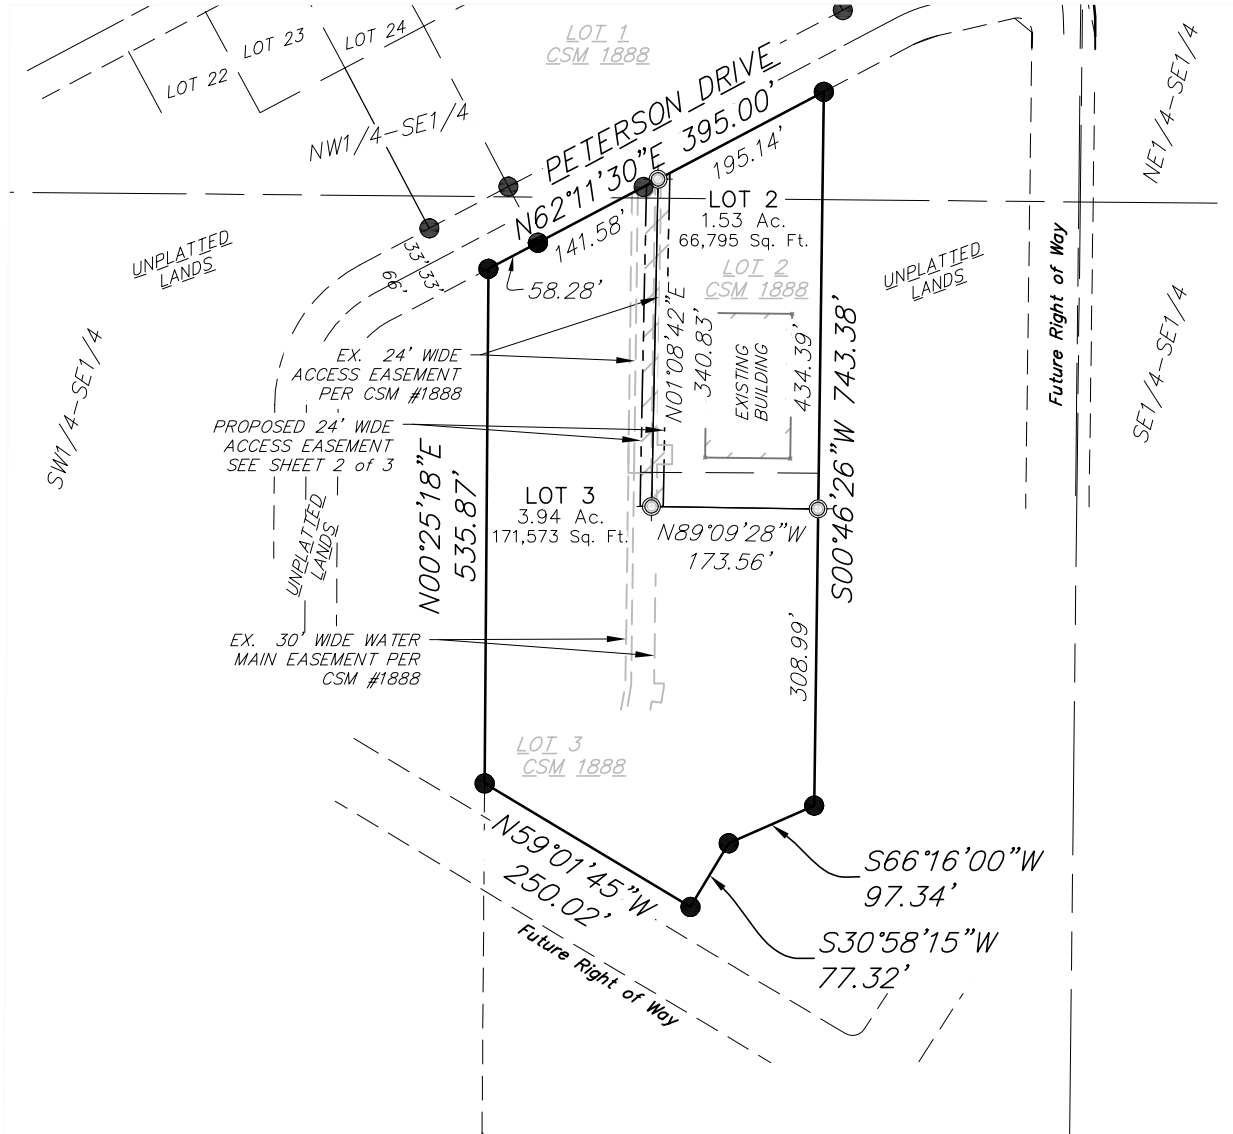 LOT 1
CSM 1888
LOT 24
LOT 23
LOT 22
NW1/4-SE1/4
NE1/4-SE1/4
PETERSON DRIVE
N62°11'30"E 395.00'
195.14'
141.58'
58.28'
33' 33'
66'
LOT 2
1.53 Ac.
66,795 Sq. Ft.
LOT 2
CSM 1888
UNPLATTED
LANDS
UNPLATTED
LANDS
Future Right of Way
SW1/4-SE1/4
SE1/4-SE1/4
EX. 24' WIDE
ACCESS EASEMENT
PER CSM #1888
PROPOSED 24' WIDE
ACCESS EASEMENT
SEE SHEET 2 of 3
N01°08'42"E
340.83'
EXISTING
BUILDING
434.39'
S00°46'26"W 743.38'
N00°25'18"E
535.87'
LOT 3
3.94 Ac.
171,573 Sq. Ft.
N89°09'28"W
173.56'
UNPLATTED
LANDS
EX. 30' WIDE WATER
MAIN EASEMENT PER
CSM #1888
308.99'
LOT 3
CSM 1888
N59°01'45"W
250.02'
S66°16'00"W
97.34'
S30°58'15"W
77.32'
Future Right of Way